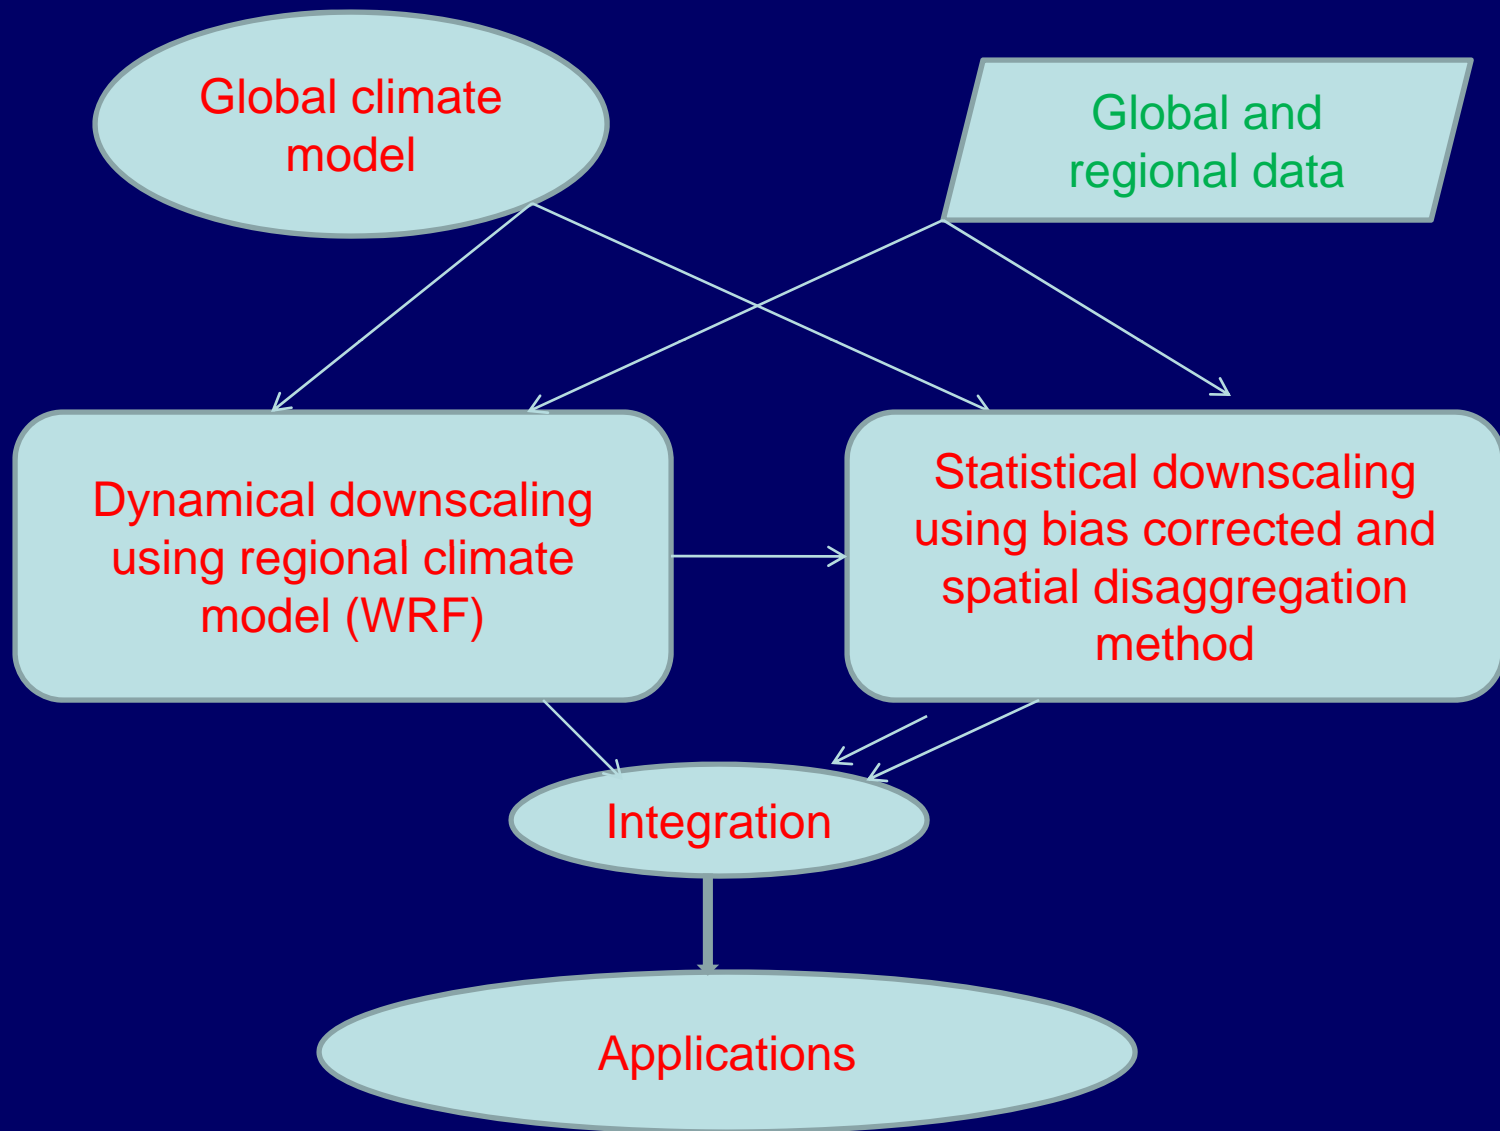 Global climate
model
Global and
regional data
Dynamical downscaling
using regional climate
model (WRF)
Statistical downscaling
using bias corrected and
spatial disaggregation
method
Integration
Applications